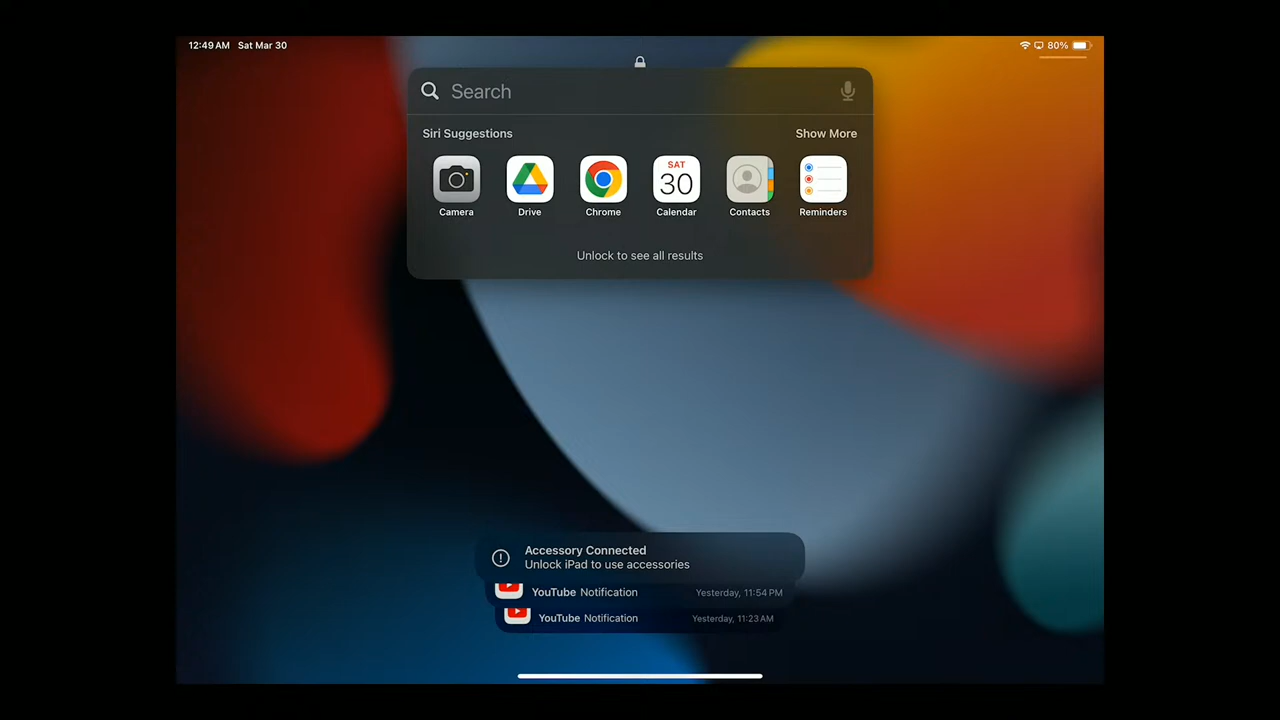 12:49 AM Sat Mar 30
80%
Search
Siri Suggestions
Show More
SAT
30
Camera
Drive
Chrome
Calendar
Contacts
Reminders
Unlock to see all results
Accessory Connected
Unlock iPad to use accessories
YouTube Notification
Yesterday, 11:54 PM
YouTube Notification
Yesterday, 11:23 AM